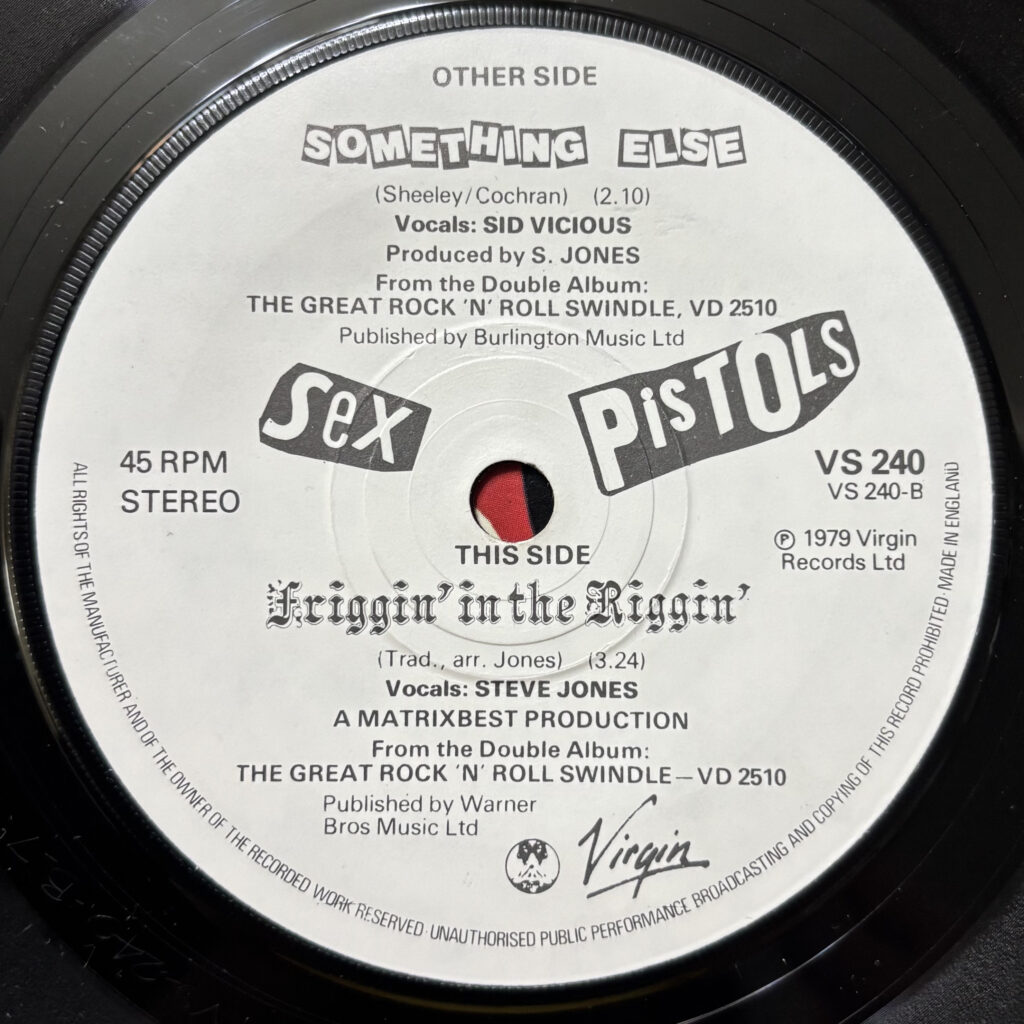 OTHER SIDE
SOMETHING ELSE
(Sheeley/Cochran) (2.10)
Vocals: SID VICIOUS
Produced by S. JONES
From the Double Album:
THE GREAT ROCK 'N' ROLL SWINDLE, VD 2510
Published by Burlington Music Ltd
Sex PiSTOLS
45 RPM
STEREO
VS 240
VS 240-B
℗ 1979 Virgin
Records Ltd
THIS SIDE
Friggin' in the Riggin'
(Trad., arr. Jones) (3.24)
Vocals: STEVE JONES
A MATRIXBEST PRODUCTION
From the Double Album:
THE GREAT ROCK 'N' ROLL SWINDLE—VD 2510
Published by Warner
Bros Music Ltd
Virgin
ALL RIGHTS OF THE MANUFACTURER AND OF THE OWNER OF THE RECORDED WORK RESERVED · UNAUTHORISED PUBLIC PERFORMANCE BROADCASTING AND COPYING OF THIS RECORD PROHIBITED · MADE IN ENGLAND